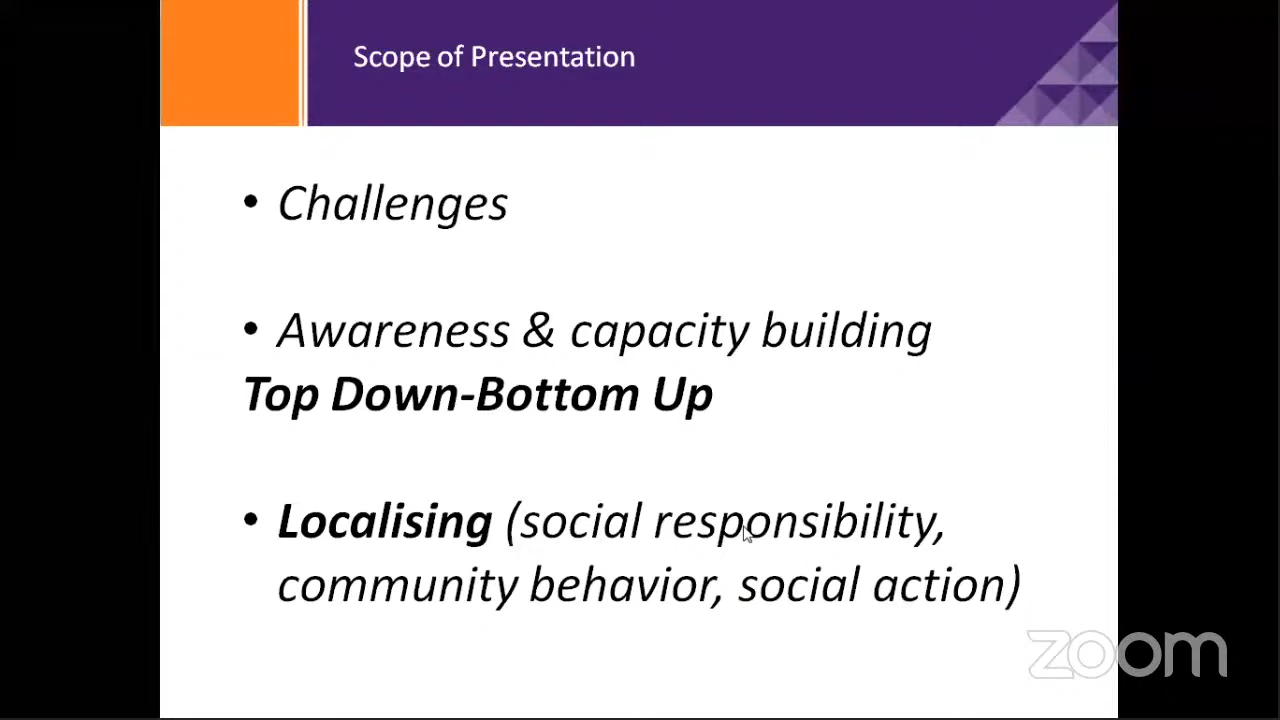 Scope of Presentation
• Challenges
• Awareness & capacity building
Top Down-Bottom Up
• Localising (social responsibility,
community behavior, social action)
zoom